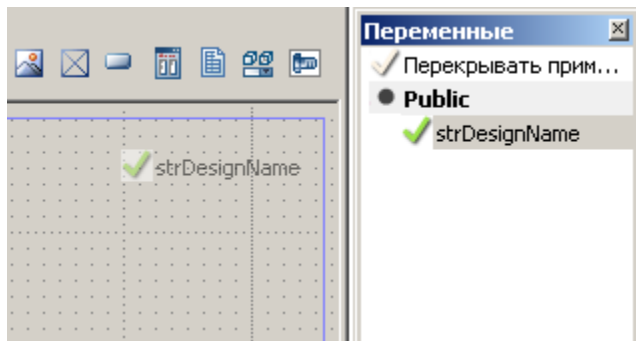 Переменные
Перекрывать прим...
Public
strDesignName
strDesignName